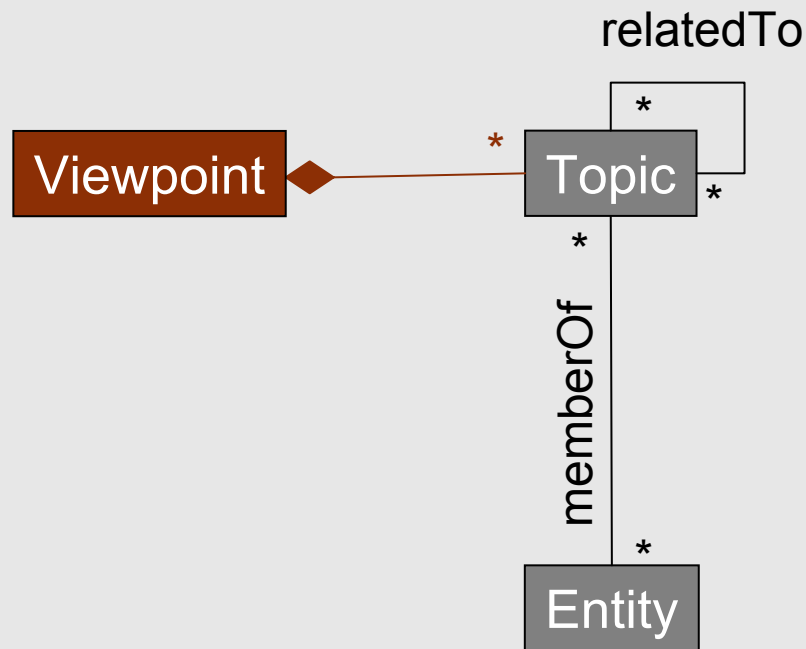 relatedTo
*
*
Viewpoint
Topic
*
*
memberOf
*
Entity